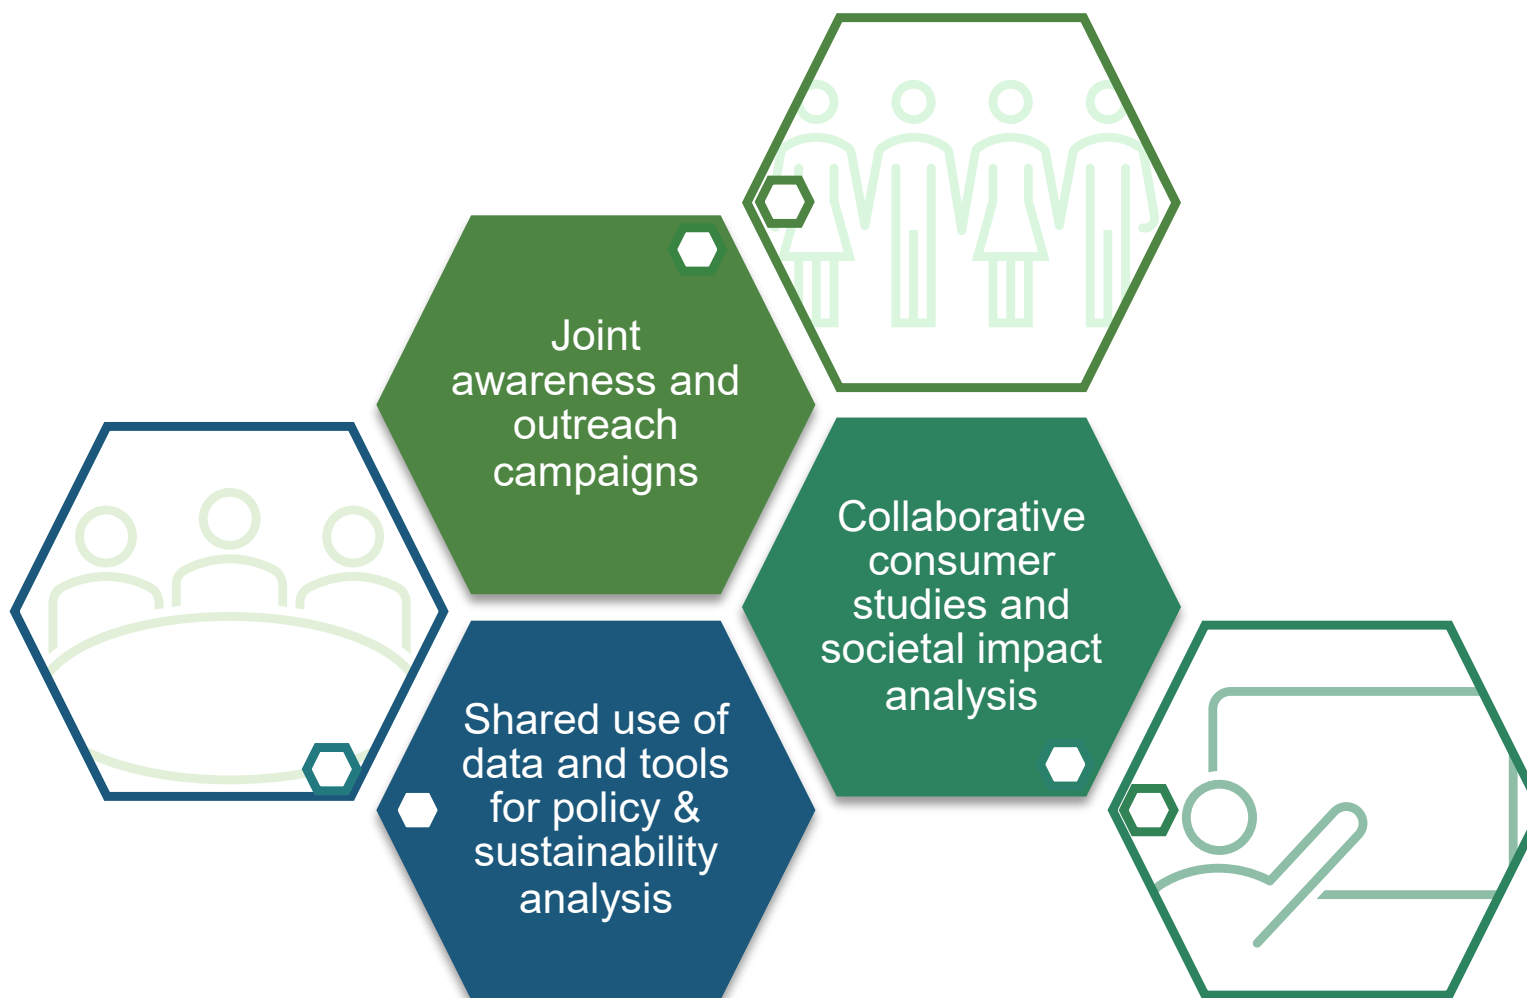 Joint
awareness and
outreach
campaigns
Collaborative
consumer
studies and
societal impact
analysis
Shared use of
data and tools
for policy &
sustainability
analysis